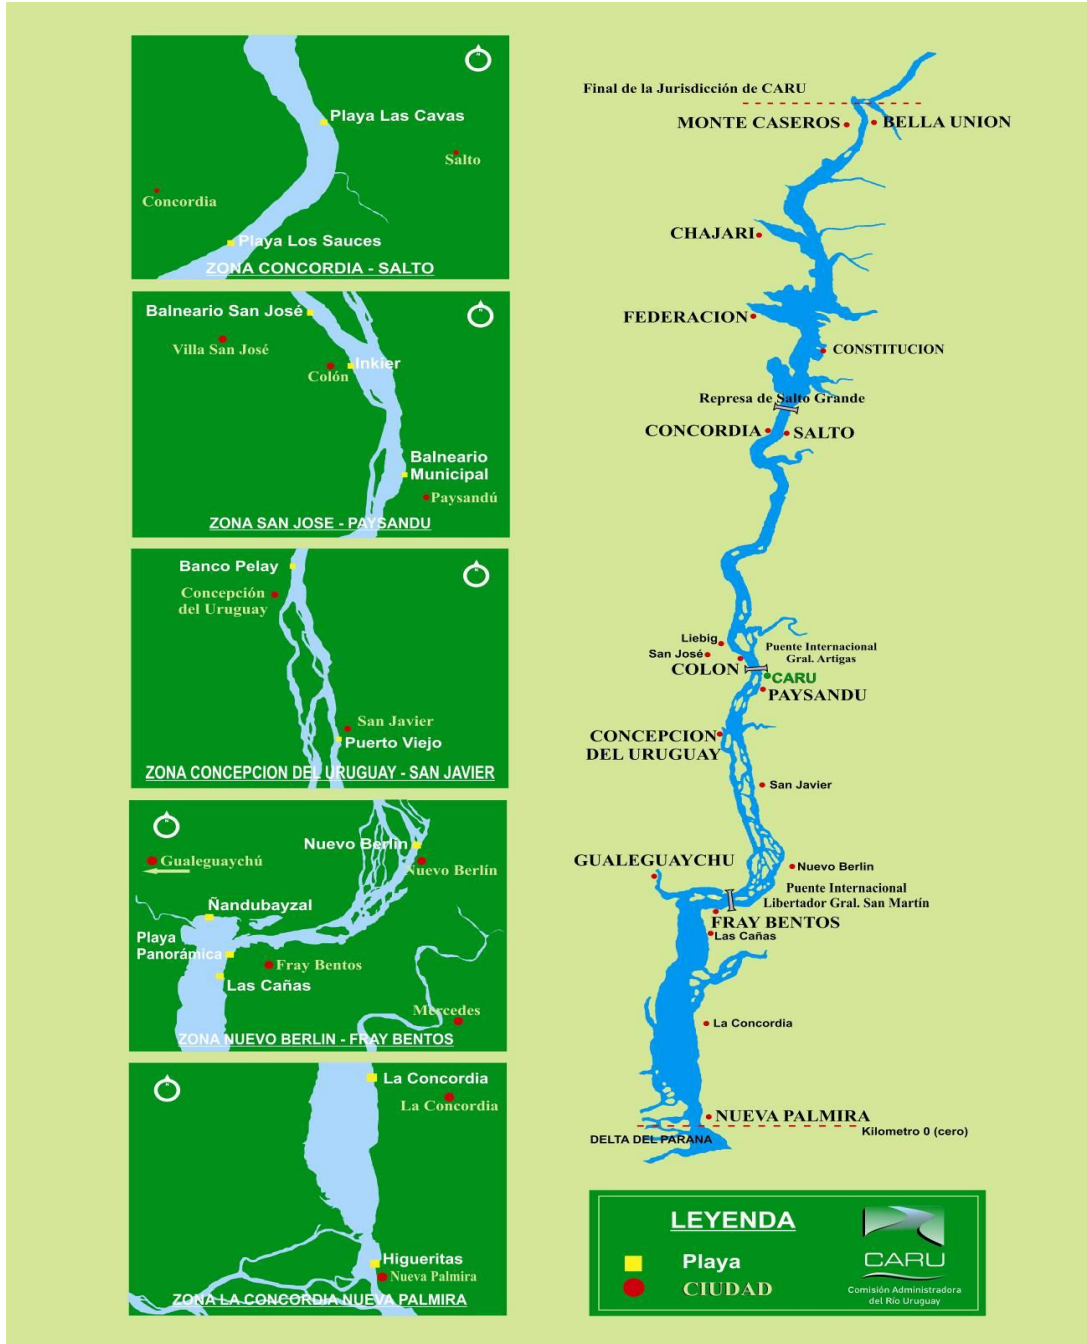 Playa Las Cavas
Salto
Concordia
Playa Los Sauces
ZONA CONCORDIA - SALTO
Balneario San José
Villa San José
Inkier
Colón
Balneario
Municipal
Paysandú
ZONA SAN JOSE - PAYSANDU
Banco Pelay
Concepción
del Uruguay
San Javier
Puerto Viejo
ZONA CONCEPCION DEL URUGUAY - SAN JAVIER
Nuevo Berlín
Gualeguaychú
Nuevo Berlín
Ñandubayzal
Playa
Panorámica
Fray Bentos
Las Cañas
Mercedes
ZONA NUEVO BERLIN - FRAY BENTOS
La Concordia
La Concordia
Higueritas
Nueva Palmira
ZONA LA CONCORDIA NUEVA PALMIRA
Final de la Jurisdicción de CARU
MONTE CASEROS
BELLA UNION
CHAJARI
FEDERACION
CONSTITUCION
Represa de Salto Grande
CONCORDIA
SALTO
Liebig
San José
Puente Internacional
Gral. Artigas
COLON
CARU
PAYSANDU
CONCEPCION
DEL URUGUAY
San Javier
GUALEGUAYCHU
Nuevo Berlin
Puente Internacional
Libertador Gral. San Martín
FRAY BENTOS
Las Cañas
La Concordia
NUEVA PALMIRA
Kilometro 0 (cero)
DELTA DEL PARANA
LEYENDA
Playa
CIUDAD
CARU
Comisión Administradora
del Río Uruguay